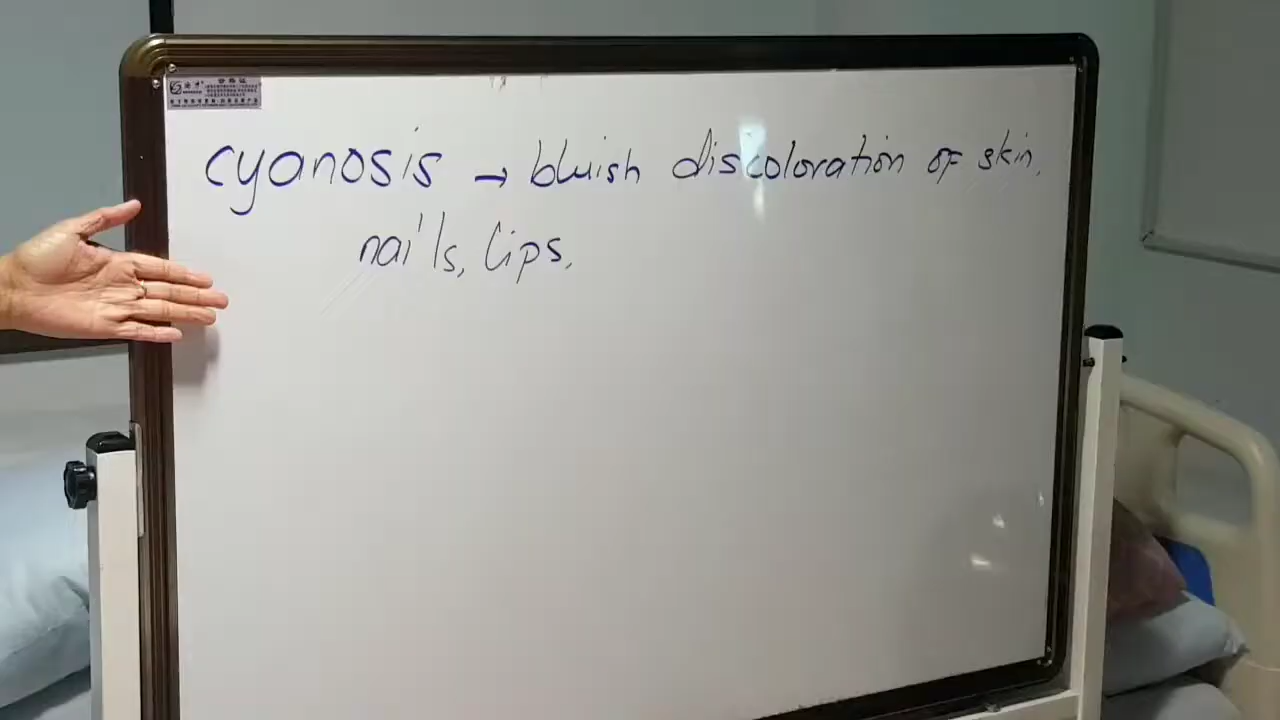 cyanosis → bluish discoloration of skin,
nails, lips,